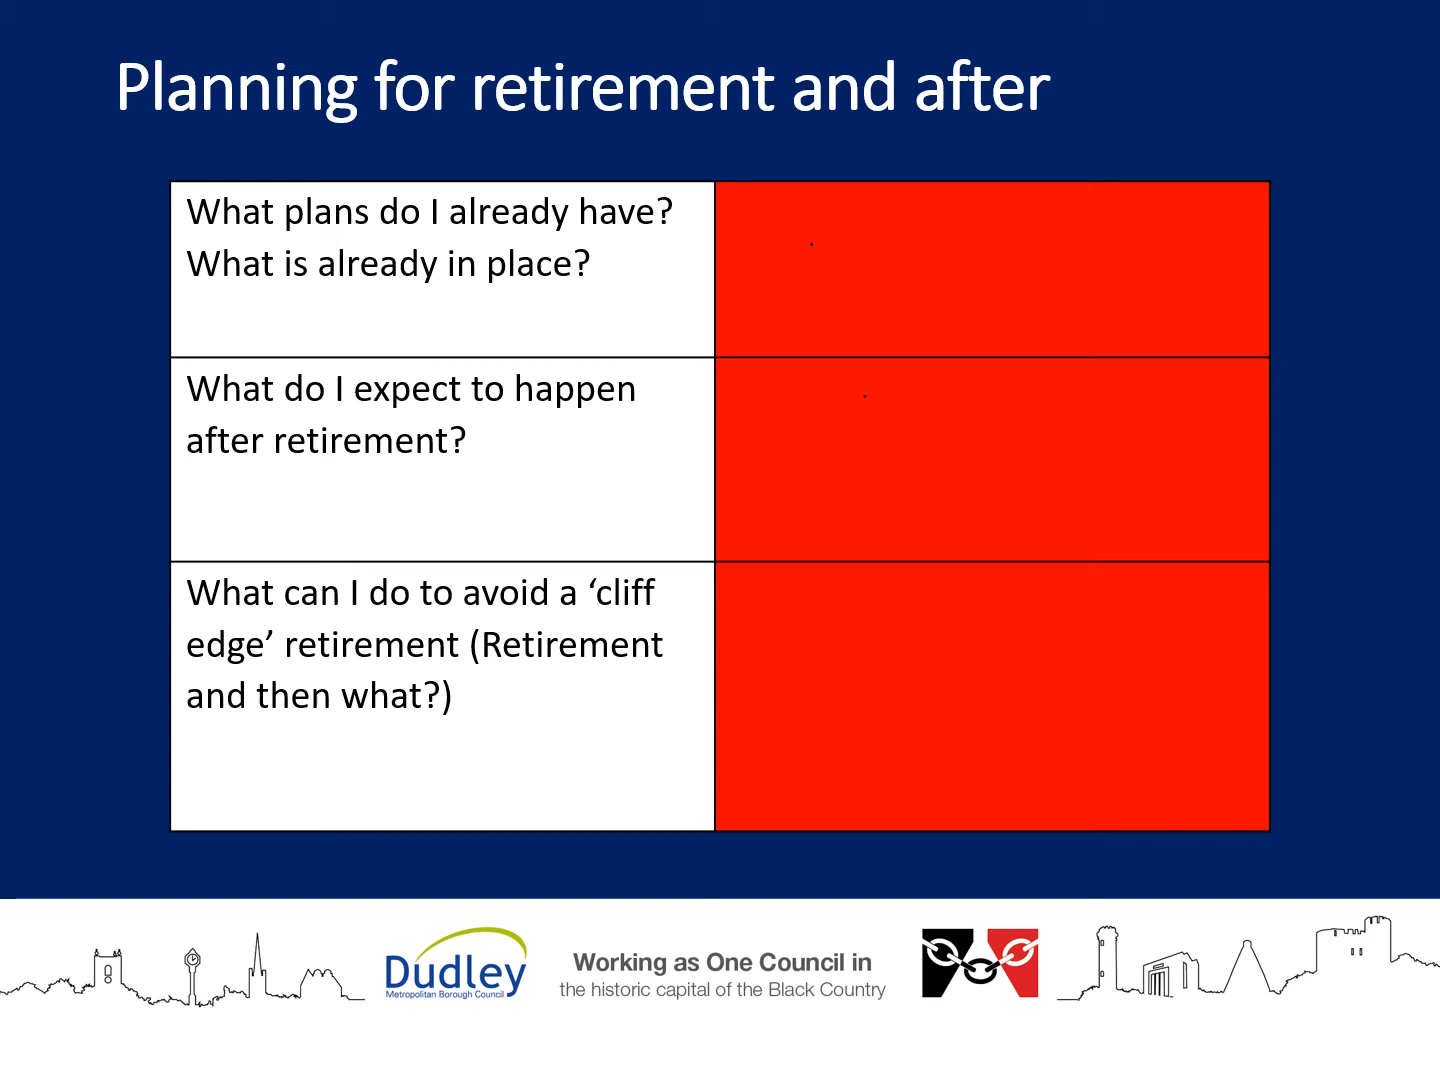 Planning for retirement and after
What plans do I already have?
What is already in place?
What do I expect to happen
after retirement?
What can I do to avoid a ‘cliff
edge’ retirement (Retirement
and then what?)
Dudley
Metropolitan Borough Council
Working as One Council in
the historic capital of the Black Country